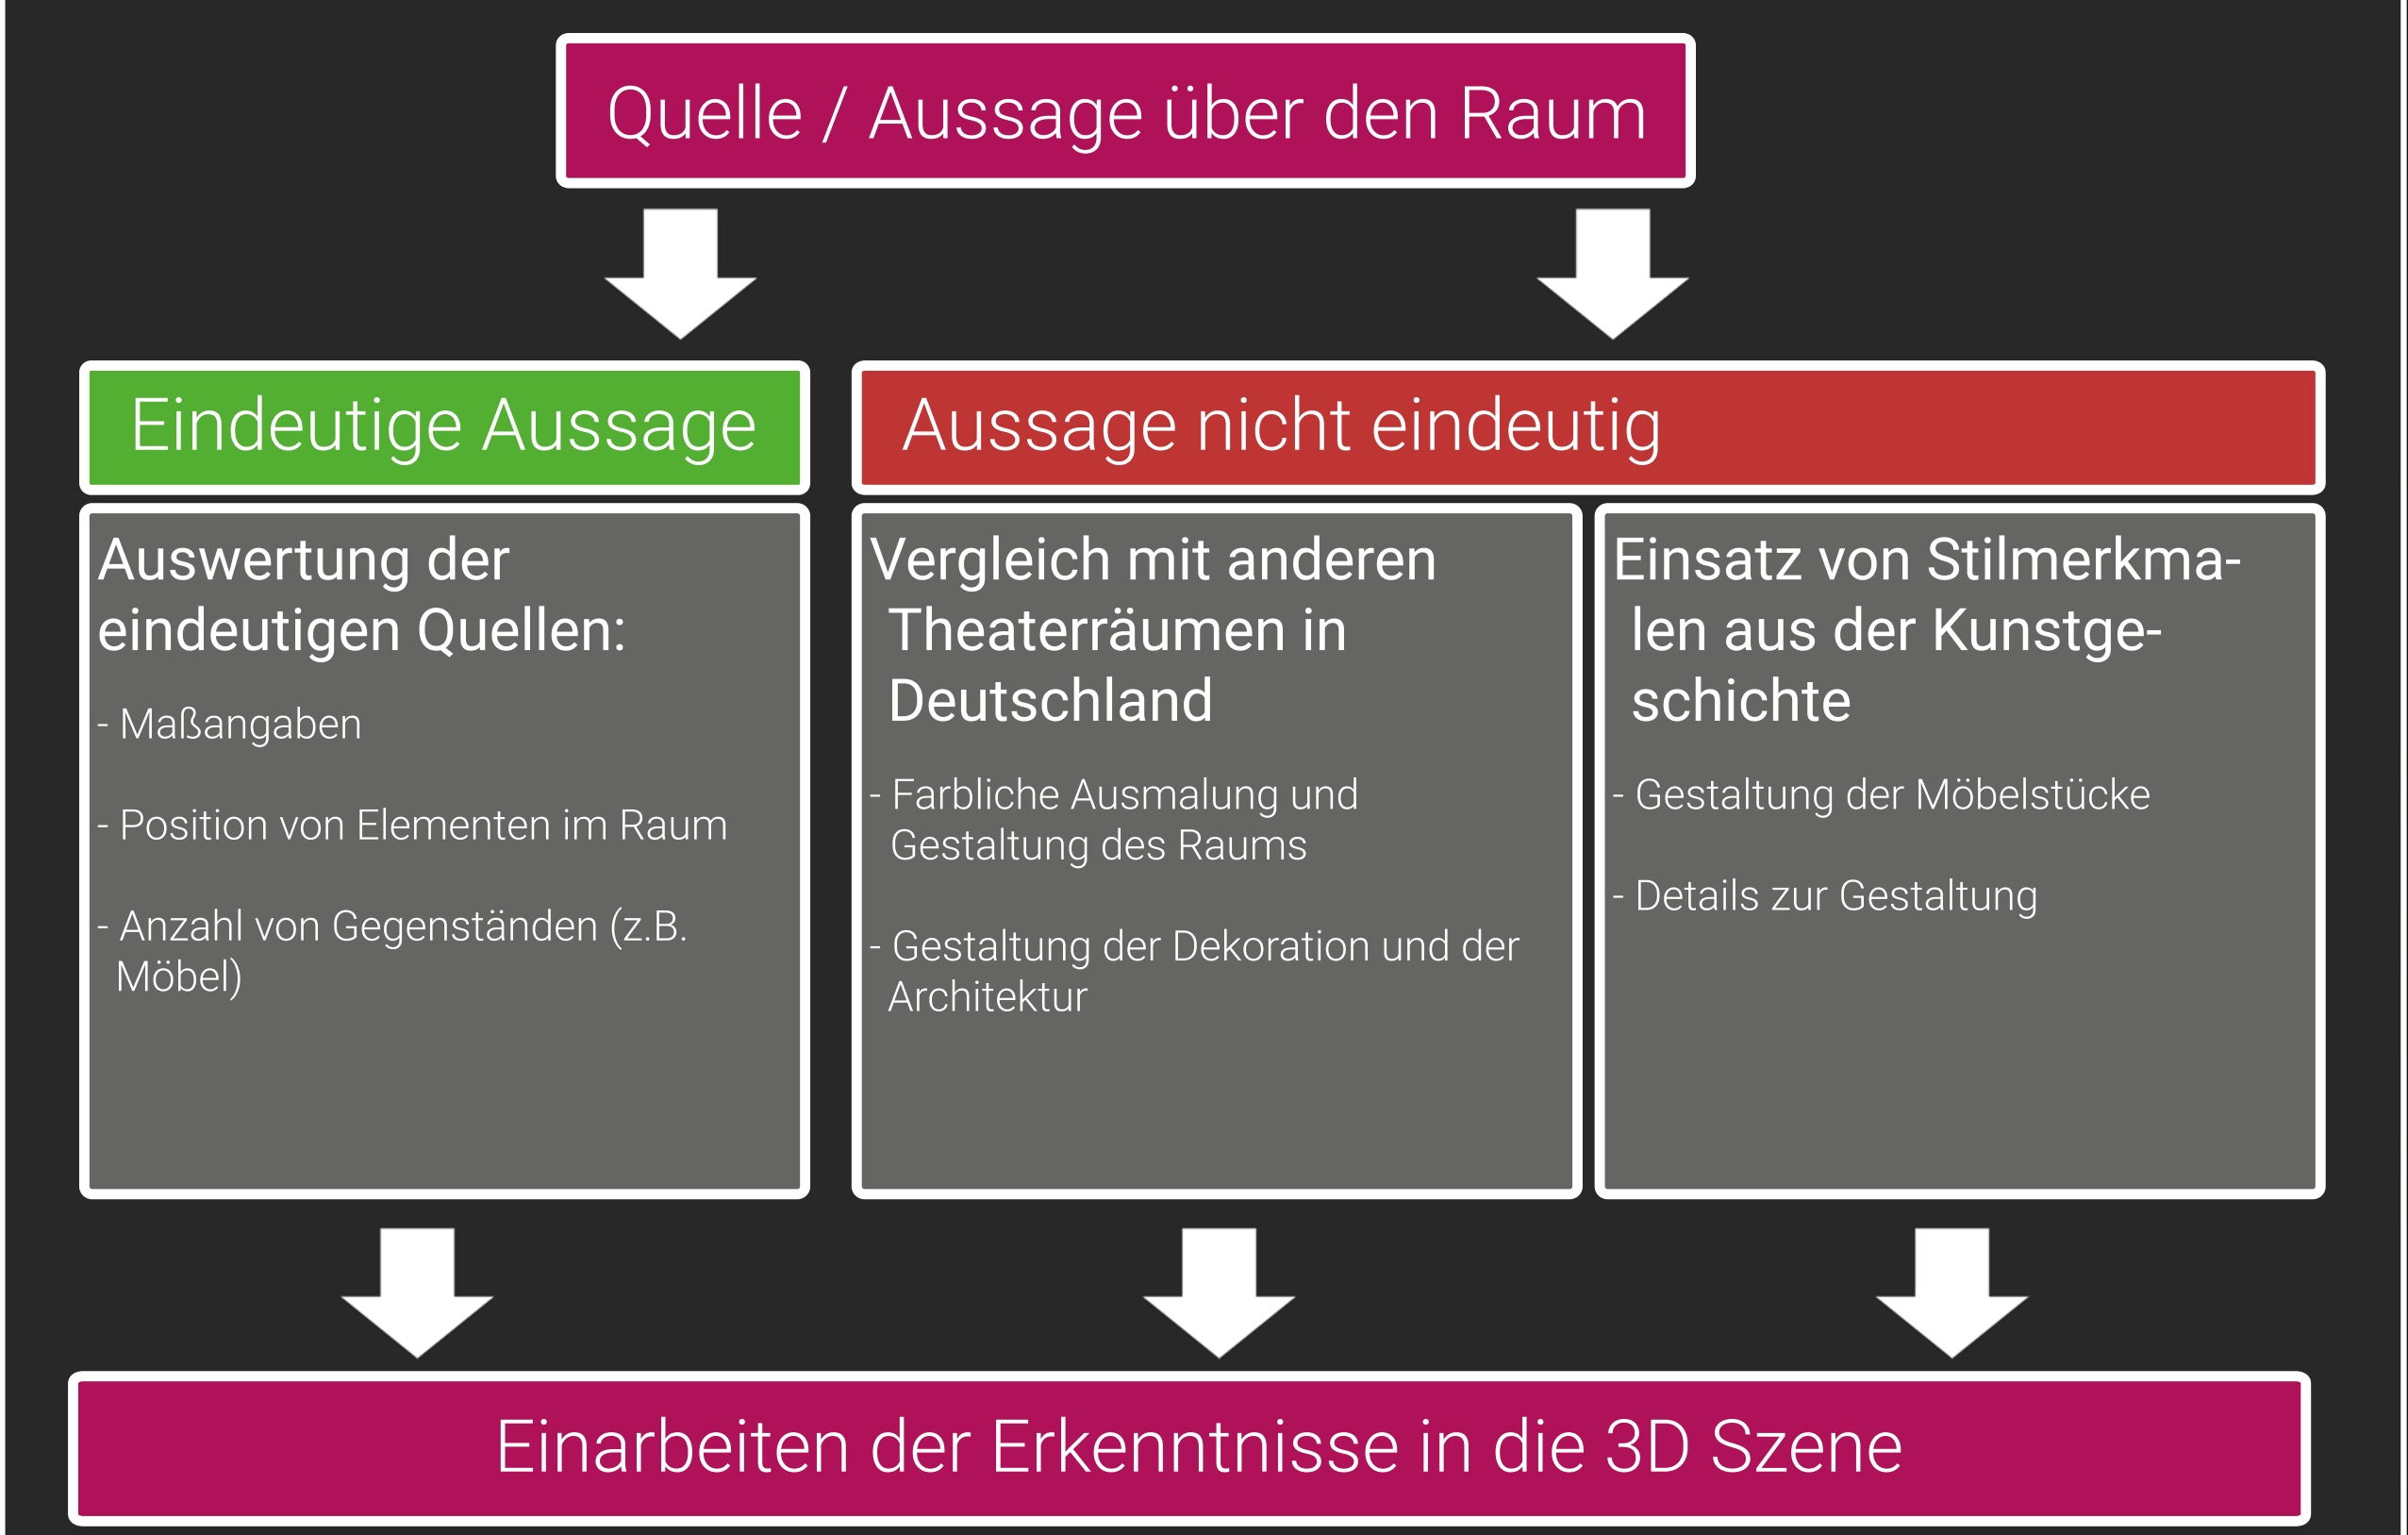 Quelle / Aussage über den Raum
Eindeutige Aussage
Aussage nicht eindeutig
Auswertung der
eindeutigen Quellen:
- Maßangaben
- Position von Elementen im Raum
- Anzahl von Gegenständen (z.B.
Möbel)
Vergleich mit anderen
Theaterräumen in
Deutschland
- Farbliche Ausmalung und
Gestaltung des Raums
- Gestaltung der Dekoration und der
Architektur
Einsatz von Stilmerkma-
len aus der Kunstge-
schichte
- Gestaltung der Möbelstücke
- Details zur Gestaltung
Einarbeiten der Erkenntnisse in die 3D Szene